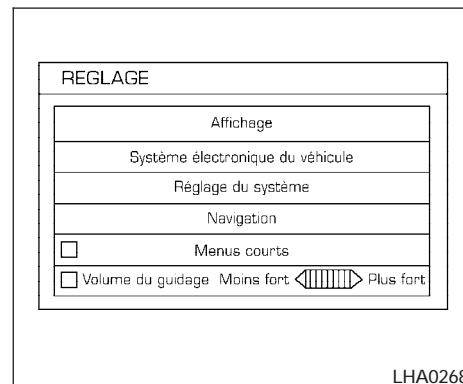 REGLAGE
Affichage
Système électronique du véhicule
Réglage du système
Navigation
Menus courts
Volume du guidage Moins fort Plus fort
LHA0268